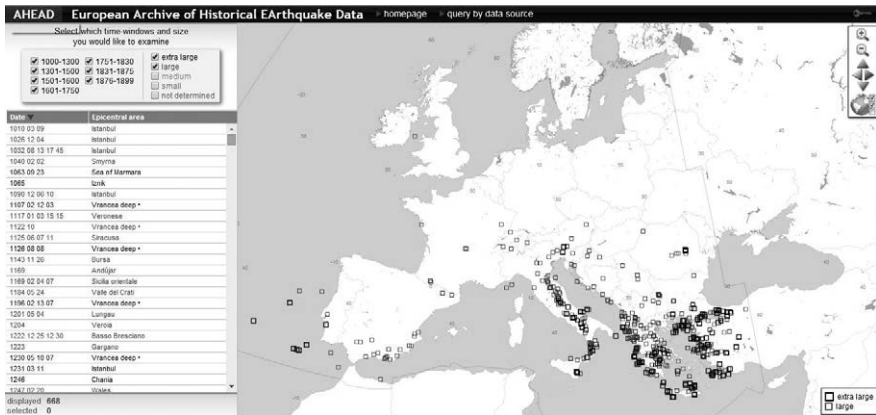 AHEAD European Archive of Historical EArthquake Data homepage query by data source
Select which time-windows and size
you would like to examine
1000-1300 1751-1830 extra large
1301-1500 1831-1875 large
1501-1600 1876-1899 medium
1601-1750 small
not determined
Date Epicentral area
1010 03 09 Istanbul
1026 12 04 Istanbul
1032 08 13 17 45 Istanbul
1040 02 02 Smyrna
1063 09 23 Sea of Marmara
1065 Iznik
1090 12 06 10 Istanbul
1107 02 12 03 Vrancea deep •
1117 01 03 15 15 Veronese
1122 10 Vrancea deep •
1125 06 07 11 Siracusa
1126 08 08 Vrancea deep •
1143 11 26 Bursa
1169 Andújar
1169 02 04 07 Sicilia orientale
1184 05 24 Valle del Crati
1196 02 13 07 Vrancea deep •
1201 05 04 Lungau
1204 Veroia
1222 12 25 12 30 Basso Bresciano
1223 Gargano
1230 05 10 07 Vrancea deep •
1231 03 11 Istanbul
1246 Chania
1247 02 20 Wales
displayed 668
selected 0
extra large
large